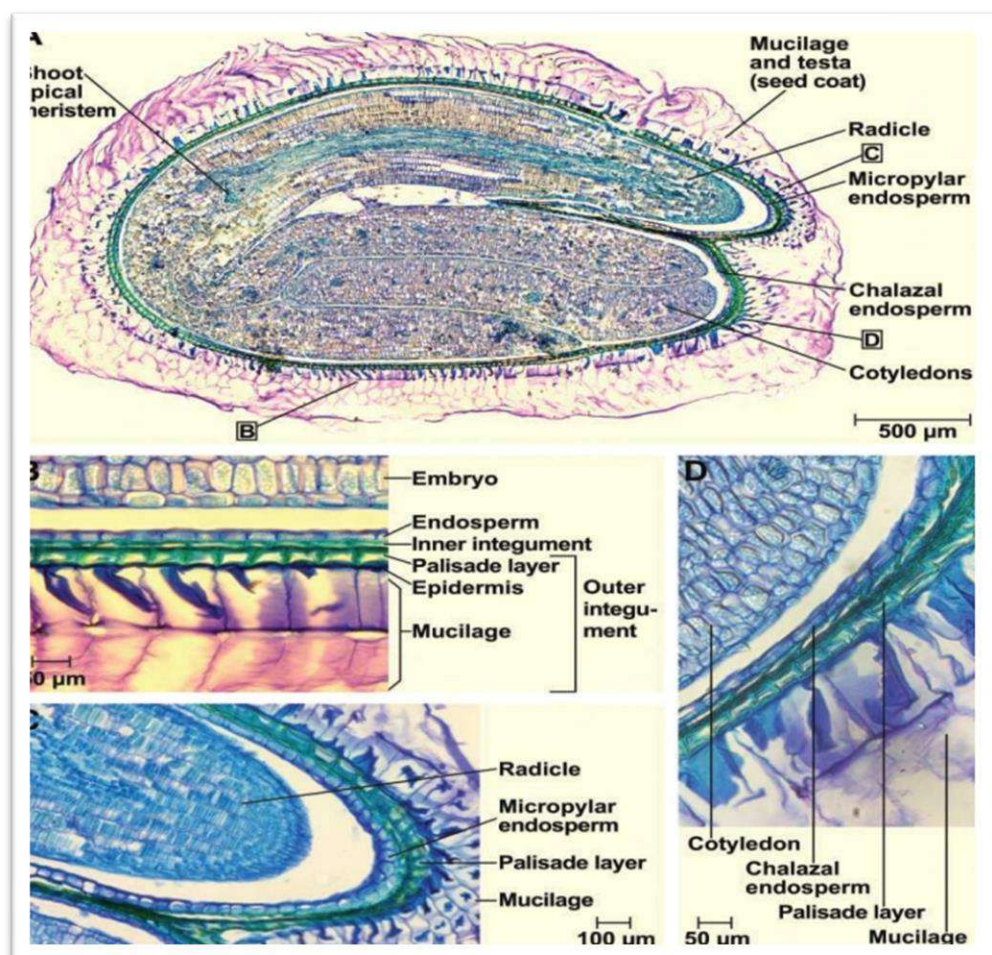 A
Shoot
apical
meristem
Mucilage
and testa
(seed coat)
Radicle
C
Micropylar
endosperm
Chalazal
endosperm
D
Cotyledons
B
500 µm
B
Embryo
Endosperm
Inner integument
Palisade layer
Epidermis
Outer
integu-
ment
Mucilage
50 µm
C
Radicle
Micropylar
endosperm
Palisade layer
Mucilage
100 µm
D
Cotyledon
Chalazal
endosperm
Palisade layer
Mucilage
50 µm